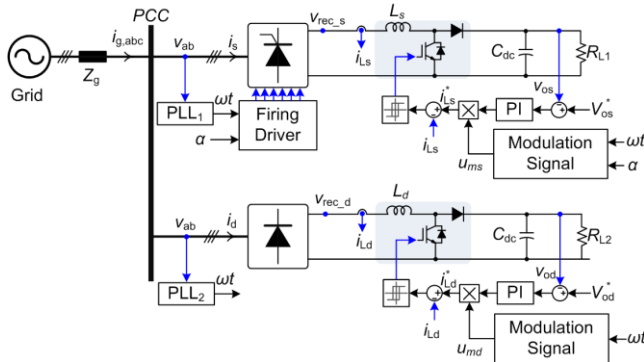 PCC
i_g,abc
v_ab
i_s
v_rec_s
L_s
i_Ls
C_dc
R_L1
Grid
Z_g
PLL₁
ωt
Firing
Driver
α
i*_Ls
PI
v_os
V*_os
i_Ls
u_ms
Modulation
Signal
ωt
α
v_ab
i_d
v_rec_d
L_d
i_Ld
C_dc
R_L2
PLL₂
ωt
i*_Ld
PI
v_od
V*_od
i_Ld
u_md
Modulation
Signal
ωt